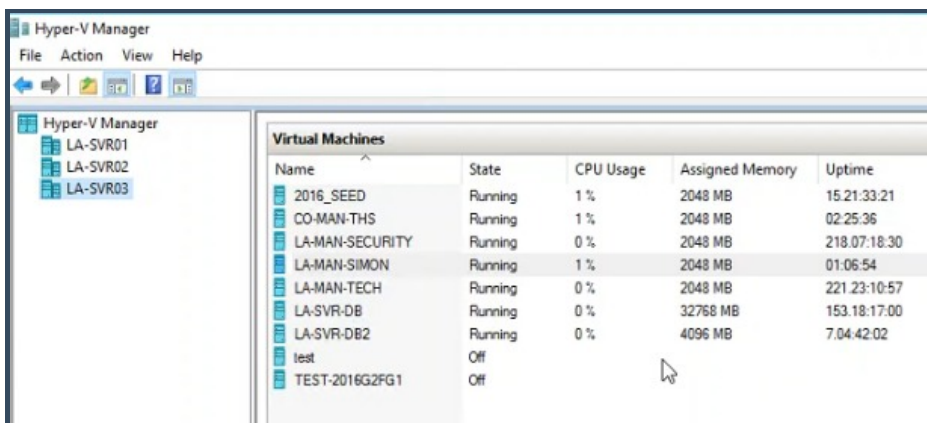 Hyper-V Manager
File Action View Help
Hyper-V Manager
LA-SVR01
LA-SVR02
LA-SVR03
Virtual Machines
Name State CPU Usage Assigned Memory Uptime
2016_SEED Running 1 % 2048 MB 15.21:33:21
CO-MAN-THS Running 1 % 2048 MB 02:25:36
LA-MAN-SECURITY Running 0 % 2048 MB 218.07:18:30
LA-MAN-SIMON Running 1 % 2048 MB 01:06:54
LA-MAN-TECH Running 0 % 2048 MB 221.23:10:57
LA-SVR-DB Running 0 % 32768 MB 153.18:17:00
LA-SVR-DB2 Running 0 % 4096 MB 7.04:42:02
test Off
TEST-2016G2FG1 Off